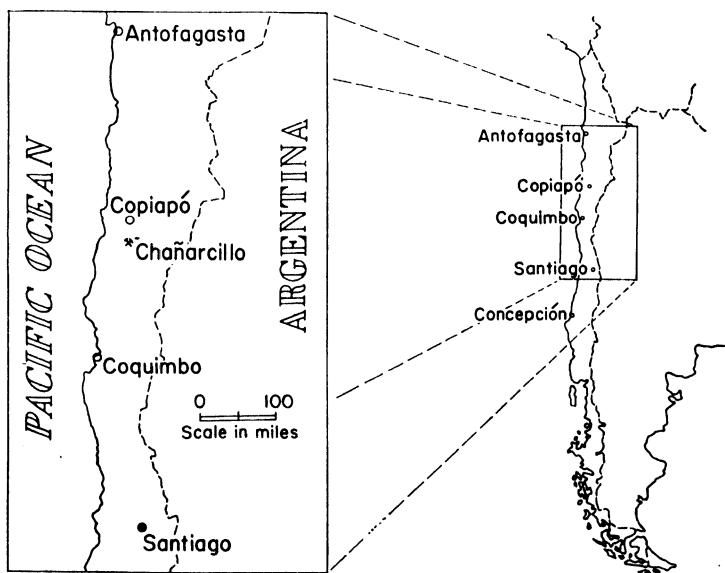 Antofagasta
PACIFIC OCEAN
ARGENTINA
Copiapó
Chañarcillo
Coquimbo
0 100
Scale in miles
Santiago
Antofagasta
Copiapó
Coquimbo
Santiago
Concepción